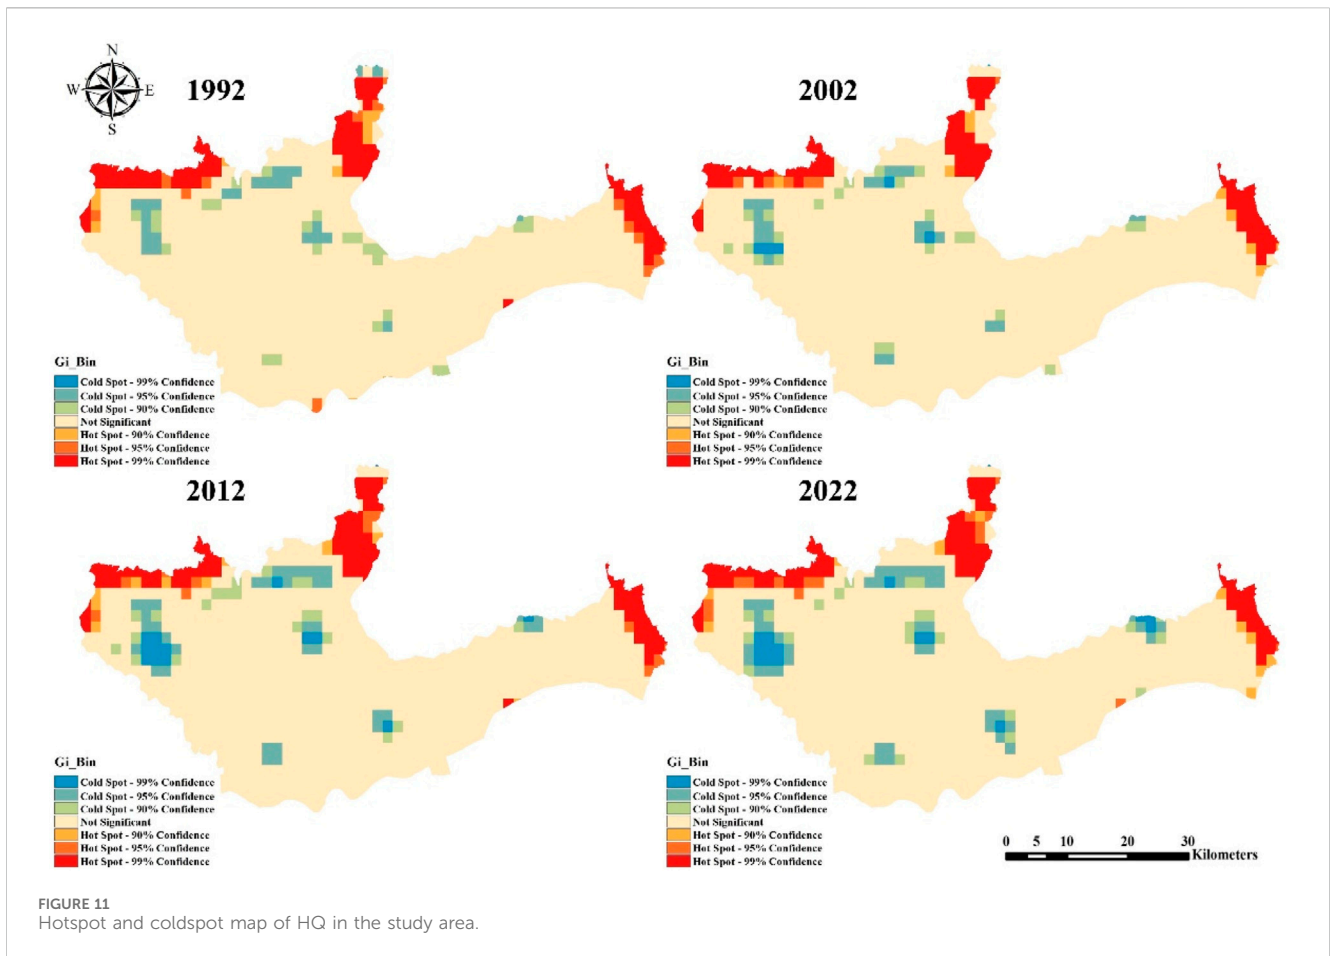 N
W E
S
1992
2002
Gi_Bin
Cold Spot - 99% Confidence
Cold Spot - 95% Confidence
Cold Spot - 90% Confidence
Not Significant
Hot Spot - 90% Confidence
Hot Spot - 95% Confidence
Hot Spot - 99% Confidence
Gi_Bin
Cold Spot - 99% Confidence
Cold Spot - 95% Confidence
Cold Spot - 90% Confidence
Not Significant
Hot Spot - 90% Confidence
Hot Spot - 95% Confidence
Hot Spot - 99% Confidence
2012
2022
Gi_Bin
Cold Spot - 99% Confidence
Cold Spot - 95% Confidence
Cold Spot - 90% Confidence
Not Significant
Hot Spot - 90% Confidence
Hot Spot - 95% Confidence
Hot Spot - 99% Confidence
Gi_Bin
Cold Spot - 99% Confidence
Cold Spot - 95% Confidence
Cold Spot - 90% Confidence
Not Significant
Hot Spot - 90% Confidence
Hot Spot - 95% Confidence
Hot Spot - 99% Confidence
0 5 10 20 30
Kilometers
FIGURE 11
Hotspot and coldspot map of HQ in the study area.